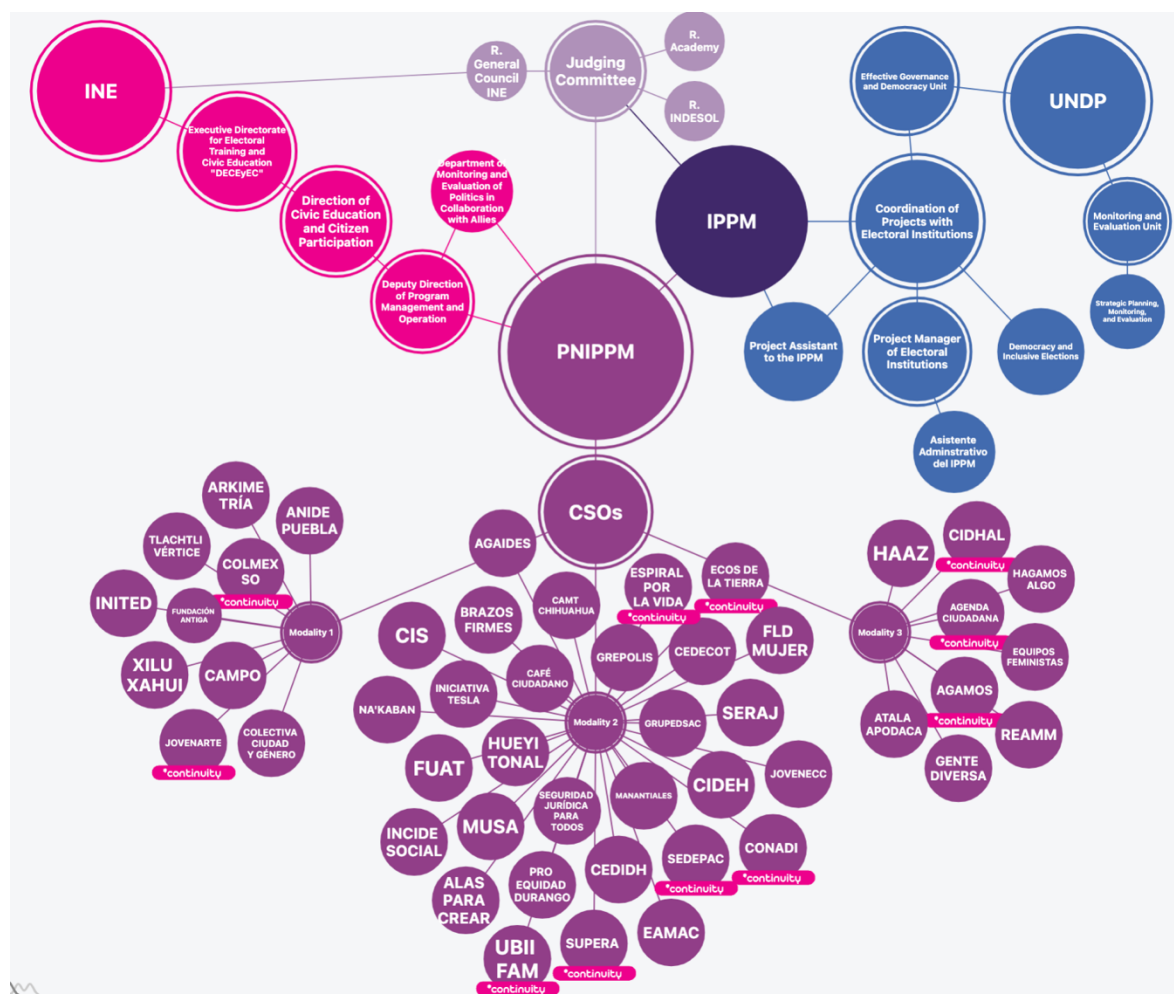 INE
Executive Directorate
for Electoral
Training and
Civic Education
"DECEyEC"
Direction of
Civic Education
and Citizen
Participation
Department of
Monitoring and
Evaluation of
Politics in
Collaboration
with Allies
Deputy Direction
of Program
Management and
Operation
R.
General
Council
INE
Judging
Committee
R.
Academy
R.
INDESOL
IPPM
PNIPPM
Effective Governance
and Democracy Unit
UNDP
Coordination of
Projects with
Electoral Institutions
Monitoring and
Evaluation Unit
Strategic Planning,
Monitoring,
and Evaluation
Project Assistant
to the IPPM
Project Manager
of Electoral
Institutions
Democracy and
Inclusive Elections
Asistente
Adminstrativo
del IPPM
CSOs
ARKIME
TRÍA
ANIDE
PUEBLA
TLACHTLI
VÉRTICE
COLMEX
SO
*continuity
INITED
FUNDACIÓN
ANTIGA
Modality 1
XILU
XAHUI
CAMPO
JOVENARTE
*continuity
COLECTIVA
CIUDAD
Y GÉNERO
AGAIDES
CAMT
CHIHUAHUA
ESPIRAL
POR
LA VIDA
*continuity
ECOS DE
LA TIERRA
*continuity
BRAZOS
FIRMES
CIS
GREPOLIS
CEDECOT
FLD
MUJER
CAFÉ
CIUDADANO
INICIATIVA
TESLA
NA'KABAN
Modality 2
GRUPEDSAC
SERAJ
HUEYI
TONAL
FUAT
JOVENECC
CIDEH
MANANTIALES
SEGURIDAD
JURÍDICA
PARA
TODOS
MUSA
INCIDE
SOCIAL
CONADI
*continuity
SEDEPAC
*continuity
CEDIDH
PRO
EQUIDAD
DURANGO
ALAS
PARA
CREAR
EAMAC
SUPERA
*continuity
UBII
FAM
*continuity
HAAZ
CIDHAL
*continuity
HAGAMOS
ALGO
AGENDA
CIUDADANA
*continuity
Modality 3
EQUIPOS
FEMINISTAS
AGAMOS
*continuity
REAMM
ATALA
APODACA
GENTE
DIVERSA